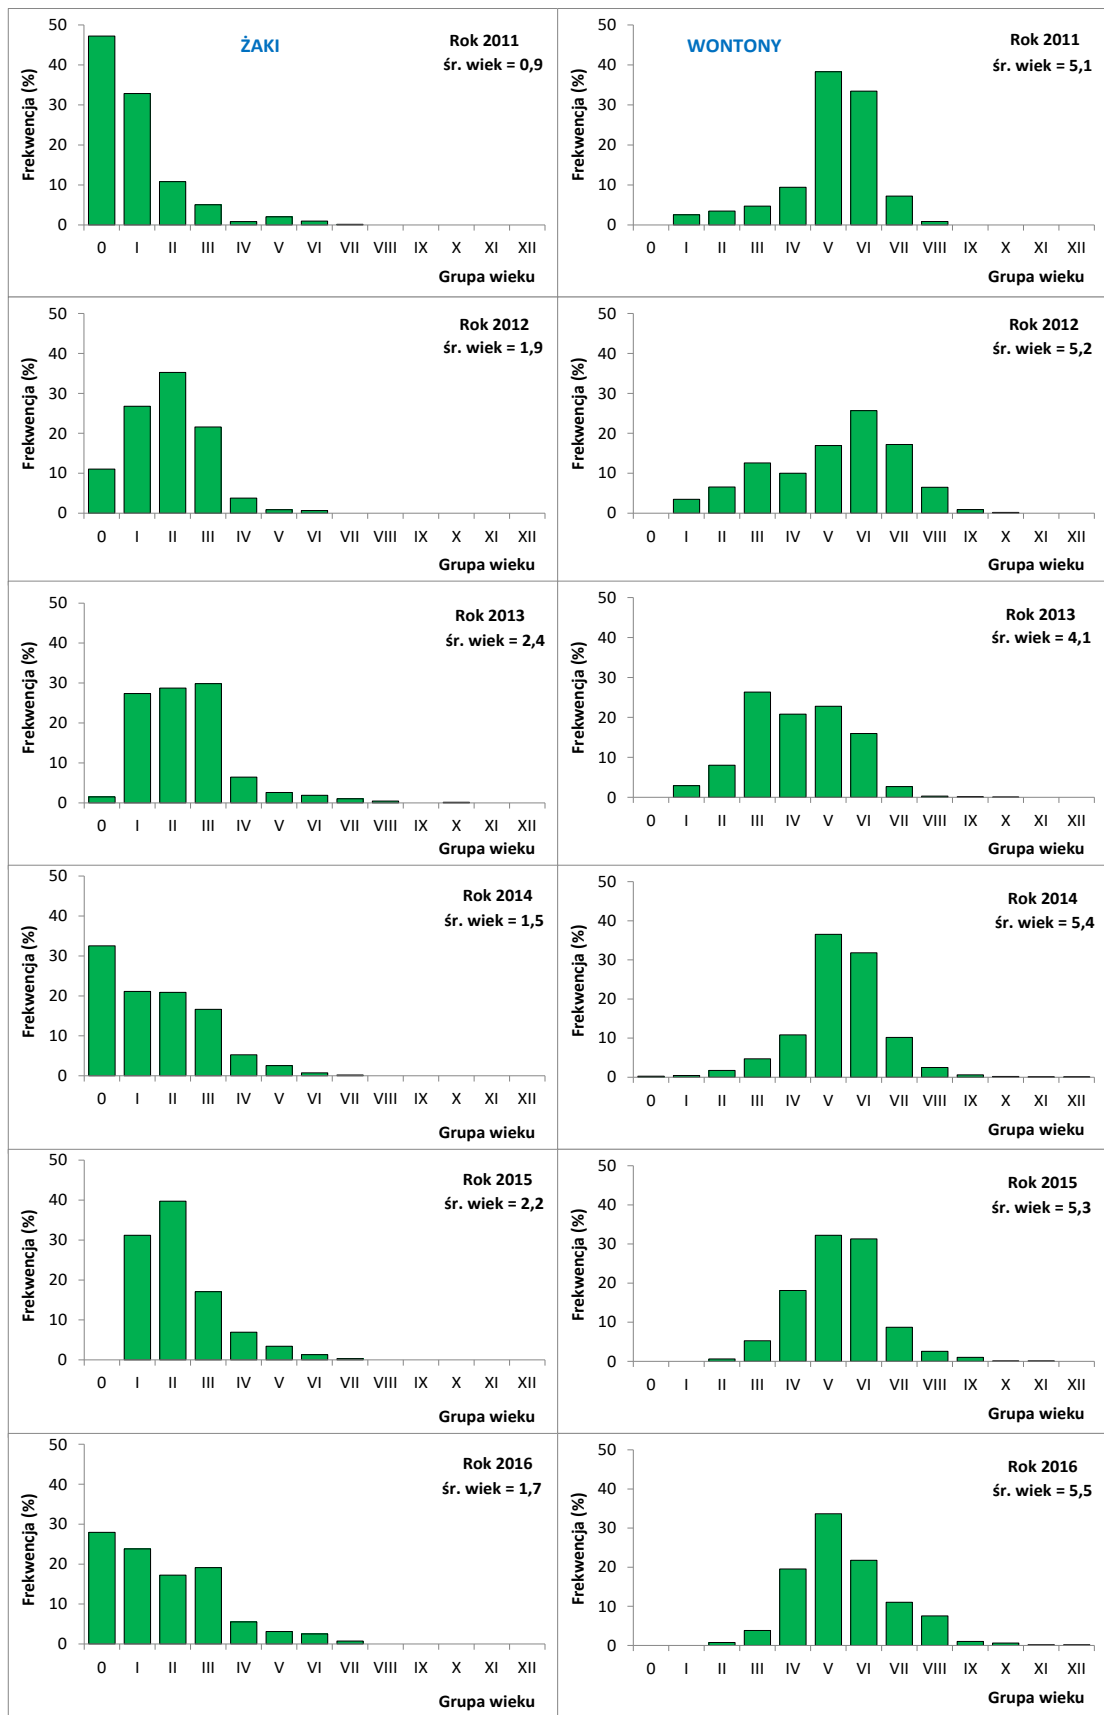 ŻAKI
Rok 2011
śr. wiek = 0,9
Frekwencja (%)
50
40
30
20
10
0
0 I II III IV V VI VII VIII IX X XI XII
Grupa wieku
WONTONY
Rok 2011
śr. wiek = 5,1
Frekwencja (%)
50
40
30
20
10
0
0 I II III IV V VI VII VIII IX X XI XII
Grupa wieku
Rok 2012
śr. wiek = 1,9
Frekwencja (%)
50
40
30
20
10
0
0 I II III IV V VI VII VIII IX X XI XII
Grupa wieku
Rok 2012
śr. wiek = 5,2
Frekwencja (%)
50
40
30
20
10
0
0 I II III IV V VI VII VIII IX X XI XII
Grupa wieku
Rok 2013
śr. wiek = 2,4
Frekwencja (%)
50
40
30
20
10
0
0 I II III IV V VI VII VIII IX X XI XII
Grupa wieku
Rok 2013
śr. wiek = 4,1
Frekwencja (%)
50
40
30
20
10
0
0 I II III IV V VI VII VIII IX X XI XII
Grupa wieku
Rok 2014
śr. wiek = 1,5
Frekwencja (%)
50
40
30
20
10
0
0 I II III IV V VI VII VIII IX X XI XII
Grupa wieku
Rok 2014
śr. wiek = 5,4
Frekwencja (%)
50
40
30
20
10
0
0 I II III IV V VI VII VIII IX X XI XII
Grupa wieku
Rok 2015
śr. wiek = 2,2
Frekwencja (%)
50
40
30
20
10
0
0 I II III IV V VI VII VIII IX X XI XII
Grupa wieku
Rok 2015
śr. wiek = 5,3
Frekwencja (%)
50
40
30
20
10
0
0 I II III IV V VI VII VIII IX X XI XII
Grupa wieku
Rok 2016
śr. wiek = 1,7
Frekwencja (%)
50
40
30
20
10
0
0 I II III IV V VI VII VIII IX X XI XII
Grupa wieku
Rok 2016
śr. wiek = 5,5
Frekwencja (%)
50
40
30
20
10
0
0 I II III IV V VI VII VIII IX X XI XII
Grupa wieku